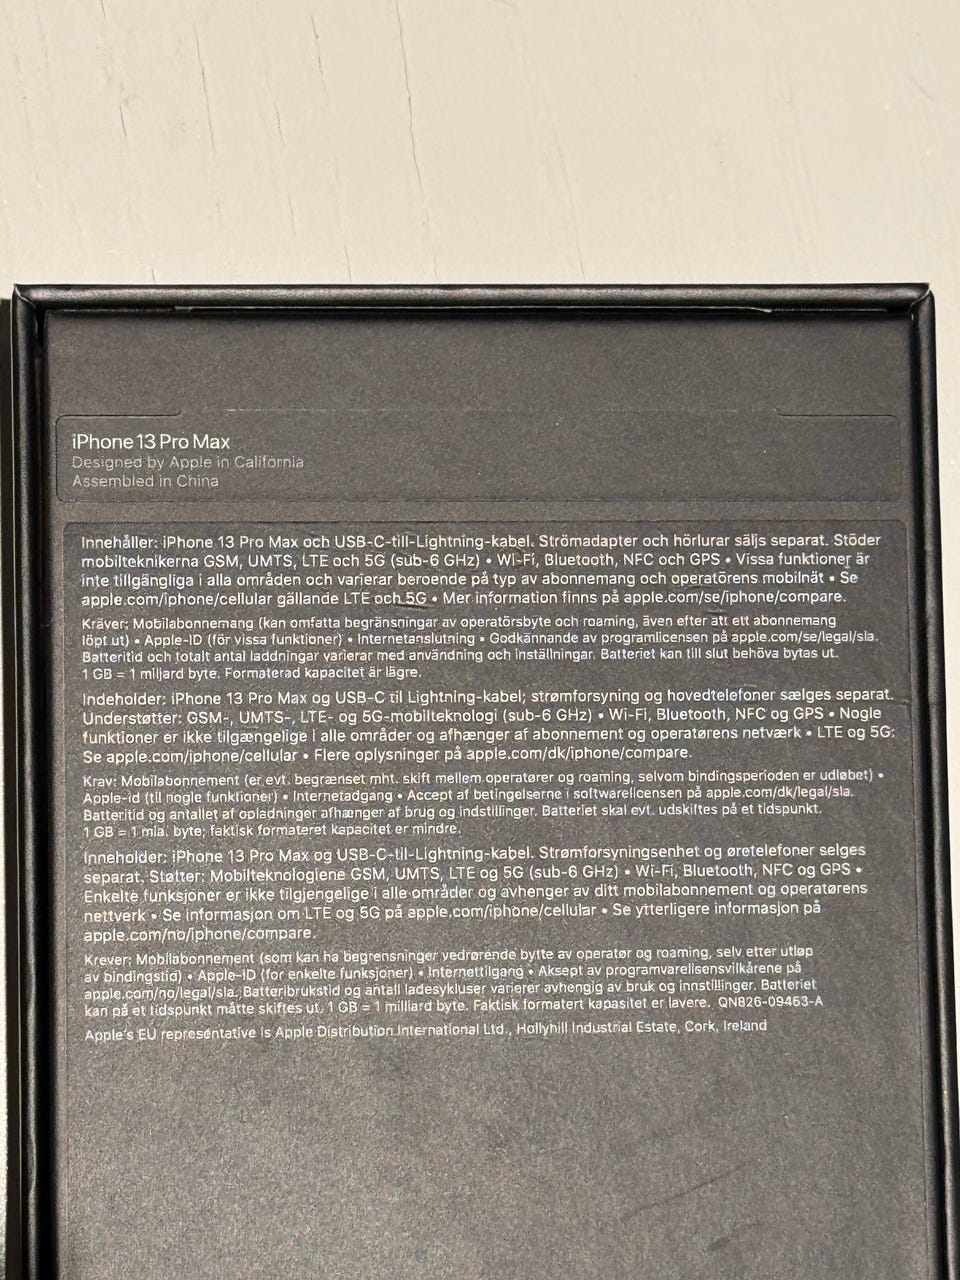 iPhone 13 Pro Max
Designed by Apple in California
Assembled in China
Innehåller: iPhone 13 Pro Max och USB-C-till-Lightning-kabel. Strömadapter och hörlurar säljs separat. Stöder
mobilteknikerna GSM, UMTS, LTE och 5G (sub-6 GHz) • Wi-Fi, Bluetooth, NFC och GPS • Vissa funktioner är
inte tillgängliga i alla områden och varierar beroende på typ av abonnemang och operatörens mobilnät • Se
apple.com/iphone/cellular gällande LTE och 5G • Mer information finns på apple.com/se/iphone/compare.
Kräver: Mobilabonnemang (kan omfatta begränsningar av operatörsbyte och roaming, även efter att ett abonnemang
löpt ut) • Apple-ID (för vissa funktioner) • Internetanslutning • Godkännande av programlicensen på apple.com/se/legal/sla.
Batteritid och totalt antal laddningar varierar med användning och inställningar. Batteriet kan till slut behöva bytas ut.
1 GB = 1 miljard byte. Formaterad kapacitet är lägre.
Indeholder: iPhone 13 Pro Max og USB-C til Lightning-kabel; strømforsyning og hovedtelefoner sælges separat.
Understøtter: GSM-, UMTS-, LTE- og 5G-mobilteknologi (sub-6 GHz) • Wi-Fi, Bluetooth, NFC og GPS • Nogle
funktioner er ikke tilgængelige i alle områder og afhænger af abonnement og operatørens netværk • LTE og 5G:
Se apple.com/iphone/cellular • Flere oplysninger på apple.com/dk/iphone/compare.
Krav: Mobilabonnement (er evt. begrænset mht. skift mellem operatører og roaming, selvom bindingsperioden er udløbet) •
Apple-id (til nogle funktioner) • Internetadgang • Accept af betingelserne i softwarelicensen på apple.com/dk/legal/sla.
Batteritid og antallet af opladninger afhænger af brug og indstillinger. Batteriet skal evt. udskiftes på et tidspunkt.
1 GB = 1 mia. byte; faktisk formateret kapacitet er mindre.
Inneholder: iPhone 13 Pro Max og USB-C-til-Lightning-kabel. Strømforsyningsenhet og øretelefoner selges
separat. Støtter: Mobilteknologiene GSM, UMTS, LTE og 5G (sub-6 GHz) • Wi-Fi, Bluetooth, NFC og GPS •
Enkelte funksjoner er ikke tilgjengelige i alle områder og avhenger av ditt mobilabonnement og operatørens
nettverk • Se informasjon om LTE og 5G på apple.com/iphone/cellular • Se ytterligere informasjon på
apple.com/no/iphone/compare.
Krever: Mobilabonnement (som kan ha begrensninger vedrørende bytte av operatør og roaming, selv etter utløp
av bindingstid) • Apple-ID (for enkelte funksjoner) • Internettilgang • Aksept av programvarelisensvilkårene på
apple.com/no/legal/sla. Batteribrukstid og antall ladesykluser varierer avhengig av bruk og innstillinger. Batteriet
kan på et tidspunkt måtte skiftes ut. 1 GB = 1 milliard byte. Faktisk formatert kapasitet er lavere. QN826-09463-A
Apple's EU representative is Apple Distribution International Ltd., Hollyhill Industrial Estate, Cork, Ireland